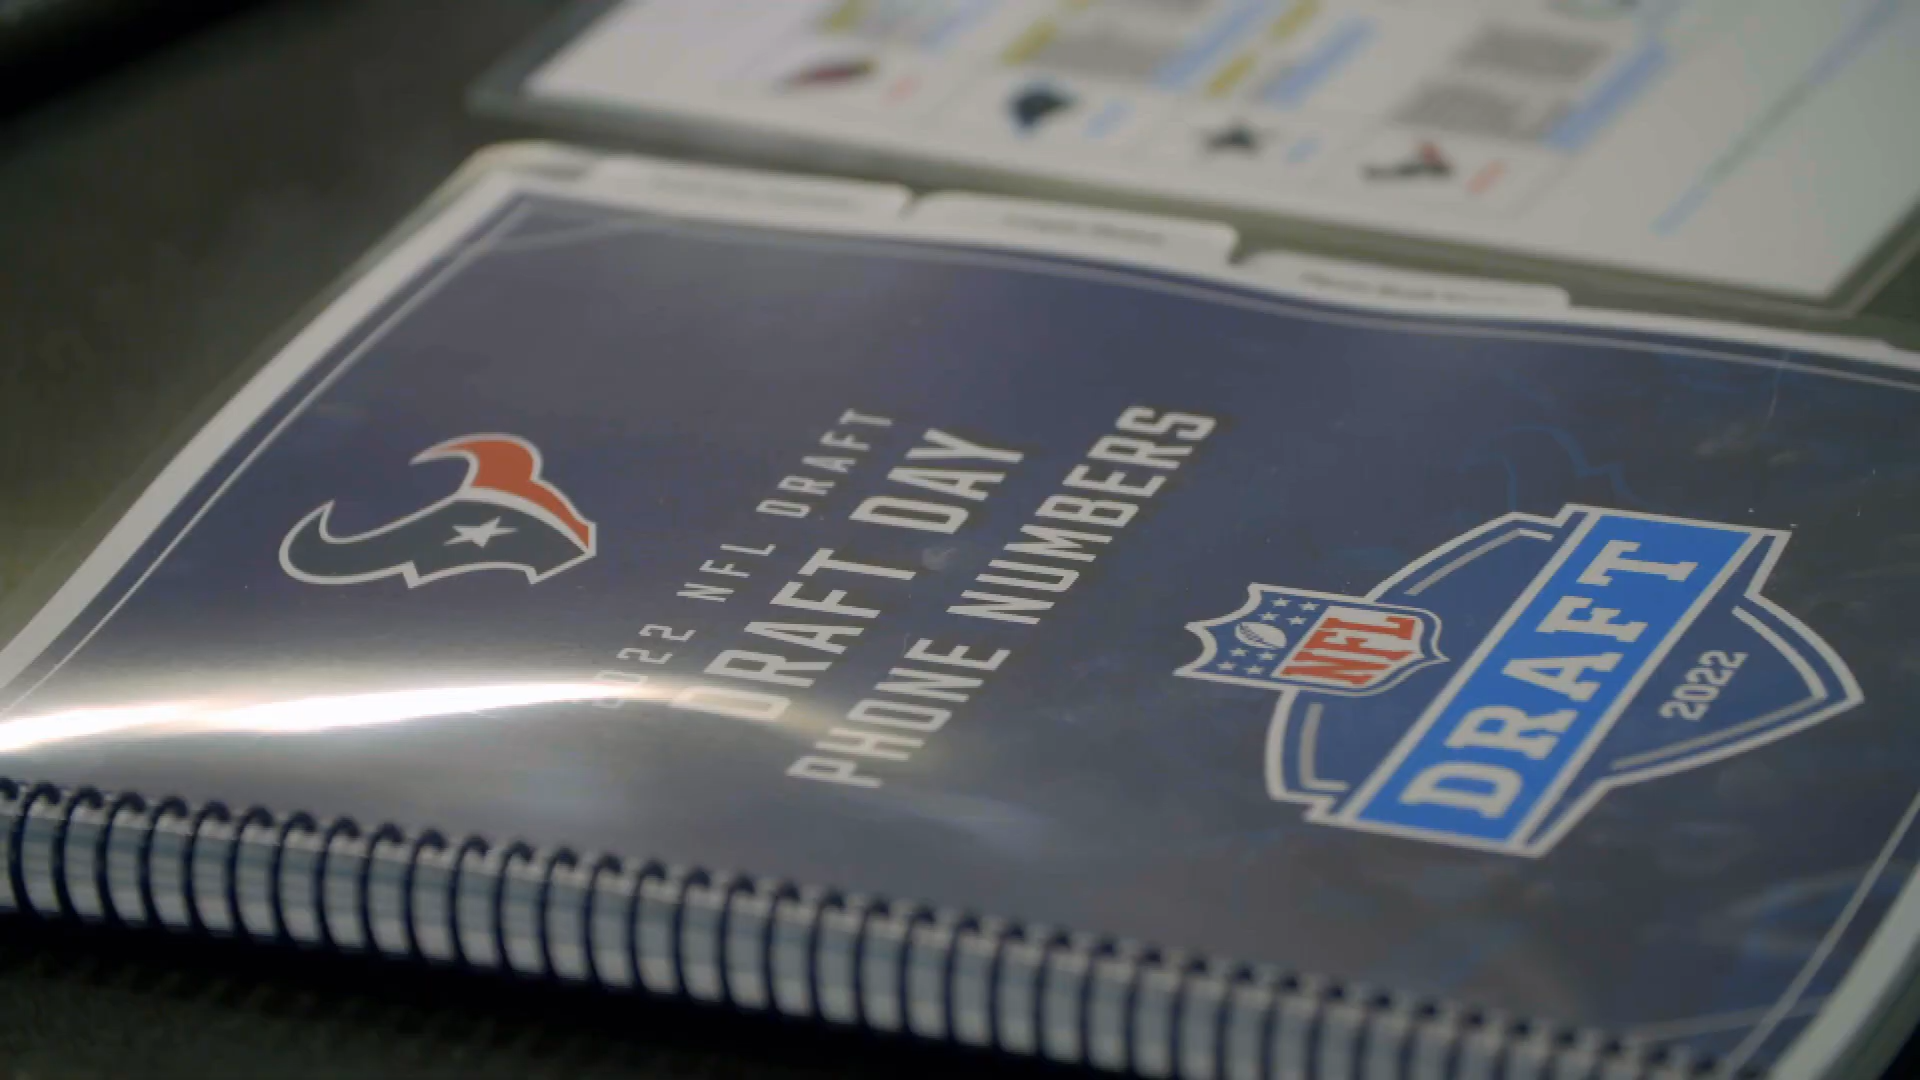 2022 NFL DRAFT
DRAFT DAY
PHONE NUMBERS
NFL
DRAFT
2022